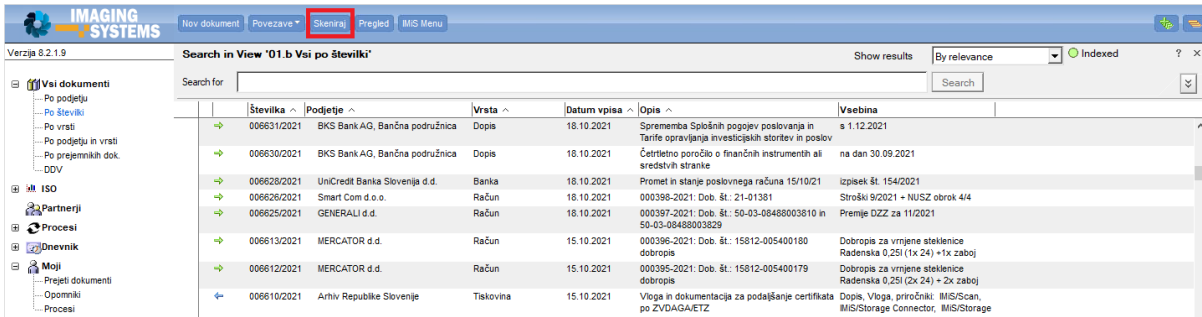 IMAGING
SYSTEMS
Nov dokument Povezave Skeniraj Pregled IMiS Menu
Verzija 8.2.1.9
Search in View '01.b Vsi po številki'
Show results By relevance Indexed ? ×
Search for Search
Vsi dokumenti
Po podjetju
Po številki
Po vrsti
Po podjetju in vrsti
Po prejemnikih dok.
DDV
ISO
Partnerji
Procesi
Dnevnik
Moji
Prejeti dokumenti
Opomniki
Procesi
Številka Podjetje Vrsta Datum vpisa Opis Vsebina
006631/2021 BKS Bank AG, Bančna podružnica Dopis 18.10.2021 Sprememba Splošnih pogojev poslovanja in s 1.12.2021
Tarife opravljanja investicijskih storitev in poslov
006630/2021 BKS Bank AG, Bančna podružnica Dopis 18.10.2021 Četrtletno poročilo o finančnih instrumentih ali na dan 30.09.2021
sredstvih stranke
006628/2021 UniCredit Banka Slovenija d.d. Banka 18.10.2021 Promet in stanje poslovnega računa 15/10/21 izpisek št. 154/2021
006626/2021 Smart Com d.o.o. Račun 18.10.2021 000398-2021: Dob. št.: 21-01381 Stroški 9/2021 + NUSZ obrok 4/4
006625/2021 GENERALI d.d. Račun 18.10.2021 000397-2021: Dob. št.: 50-03-08488003810 in Premije DZZ za 11/2021
50-03-08488003829
006613/2021 MERCATOR d.d. Račun 15.10.2021 000396-2021: Dob. št.: 15812-005400180 Dobropis za vrnjene steklenice
dobropis Radenska 0,25l (1x 24) +1x zaboj
006612/2021 MERCATOR d.d. Račun 15.10.2021 000395-2021: Dob. št.: 15812-005400179 Dobropis za vrnjene steklenice
dobropis Radenska 0,25l (2x 24) + 2x zaboj
006610/2021 Arhiv Republike Slovenije Tiskovina 15.10.2021 Vloga in dokumentacija za podaljšanje certifikata Dopis, Vloga, priročniki: IMiS/Scan,
po ZVDAGA/ETZ IMiS/Storage Connector, IMiS/Storage